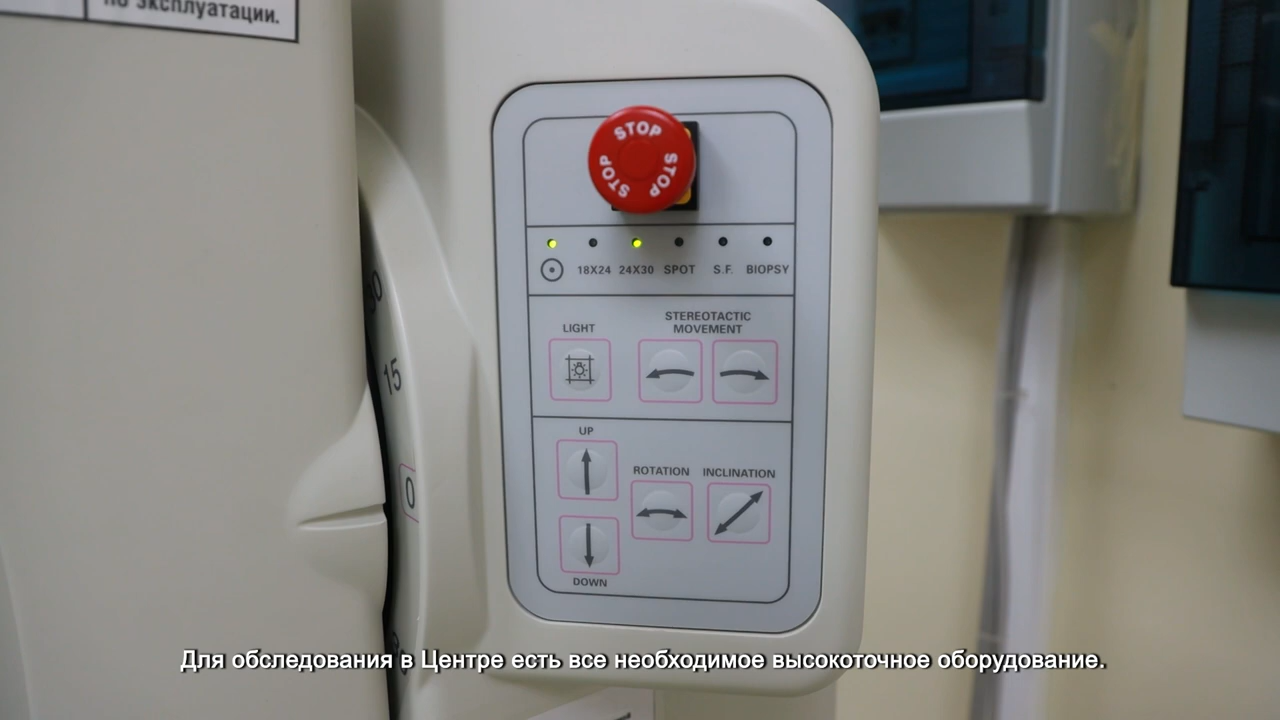 по эксплуатации.
STOP STOP STOP
18X24 24X30 SPOT S.F. BIOPSY
LIGHT
STEREOTACTIC
MOVEMENT
15
UP
ROTATION INCLINATION
0
DOWN
Для обследования в Центре есть все необходимое высокоточное оборудование.